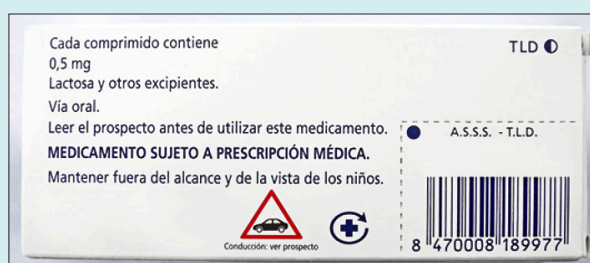 Cada comprimido contiene
0,5 mg
Lactosa y otros excipientes.
Vía oral.
Leer el prospecto antes de utilizar este medicamento.
MEDICAMENTO SUJETO A PRESCRIPCIÓN MÉDICA.
Mantener fuera del alcance y de la vista de los niños.
Conducción: ver prospecto
TLD
A.S.S.S. - T.L.D.
8 470008 189977